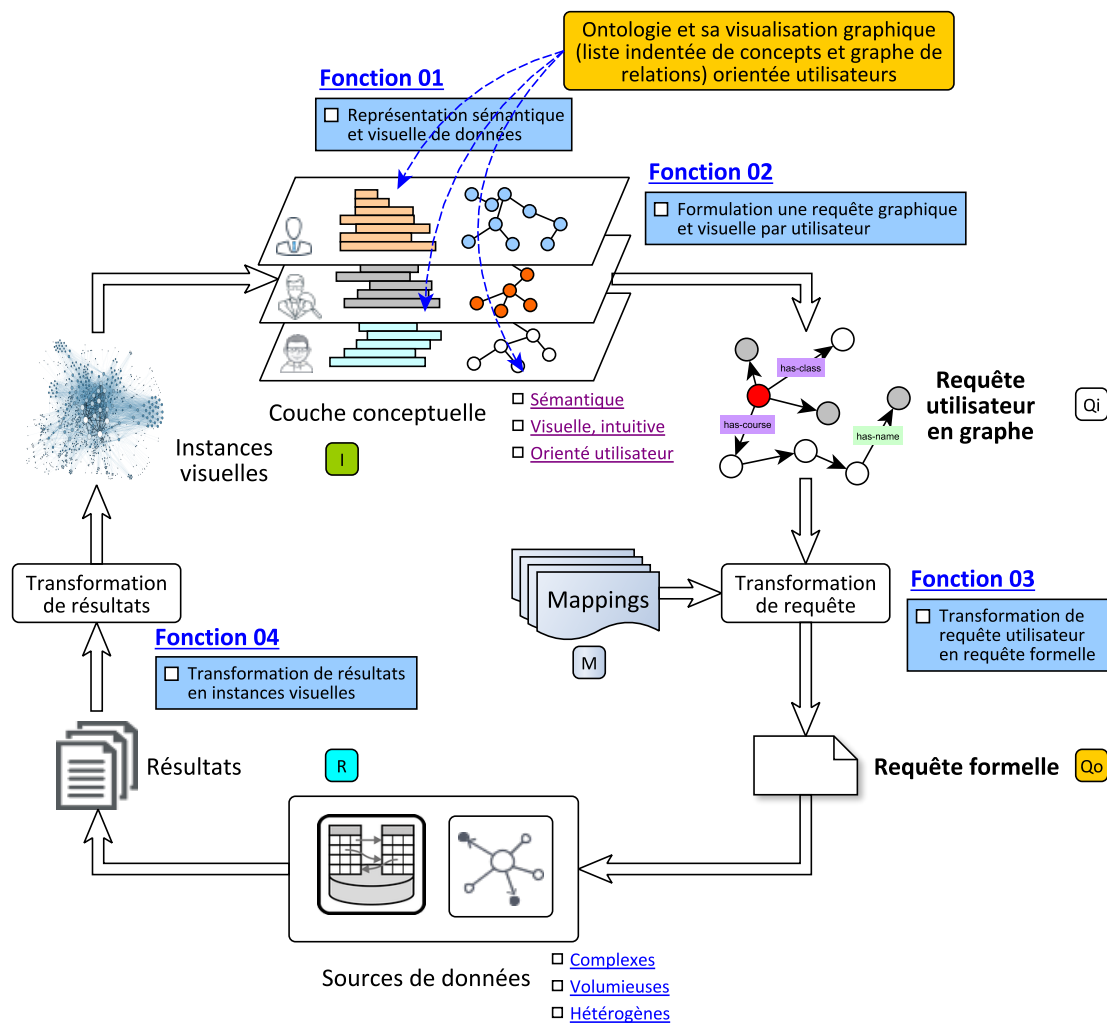 Ontologie et sa visualisation graphique
(liste indentée de concepts et graphe de
relations) orientée utilisateurs
Fonction 01
Représentation sémantique
et visuelle de données
Fonction 02
Formulation une requête graphique
et visuelle par utilisateur
Couche conceptuelle
Sémantique
Visuelle, intuitive
Orienté utilisateur
has-class
has-course
has-name
Requête
utilisateur
en graphe
Qi
Instances
visuelles
I
Transformation
de résultats
Mappings
M
Transformation
de requête
Fonction 03
Transformation de
requête utilisateur
en requête formelle
Fonction 04
Transformation de résultats
en instances visuelles
Résultats
R
Requête formelle
Qo
Sources de données
Complexes
Volumieuses
Hétérogènes